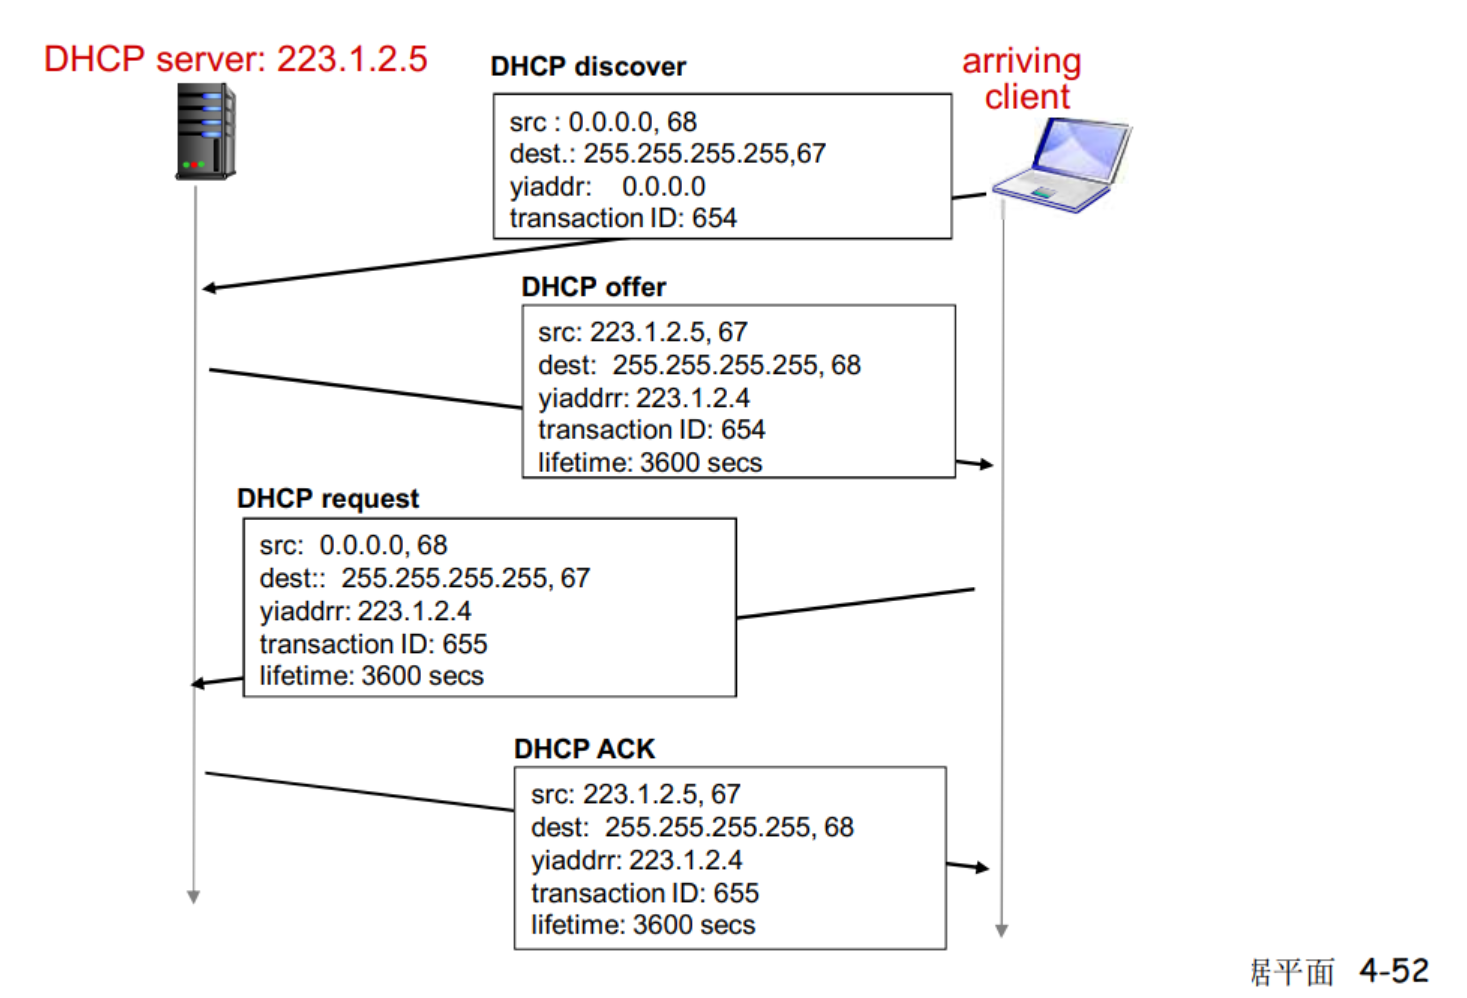 DHCP server: 223.1.2.5
arriving
client
DHCP discover
src : 0.0.0.0, 68
dest.: 255.255.255.255,67
yiaddr: 0.0.0.0
transaction ID: 654
DHCP offer
src: 223.1.2.5, 67
dest: 255.255.255.255, 68
yiaddrr: 223.1.2.4
transaction ID: 654
lifetime: 3600 secs
DHCP request
src: 0.0.0.0, 68
dest:: 255.255.255.255, 67
yiaddrr: 223.1.2.4
transaction ID: 655
lifetime: 3600 secs
DHCP ACK
src: 223.1.2.5, 67
dest: 255.255.255.255, 68
yiaddrr: 223.1.2.4
transaction ID: 655
lifetime: 3600 secs
平面 4-52